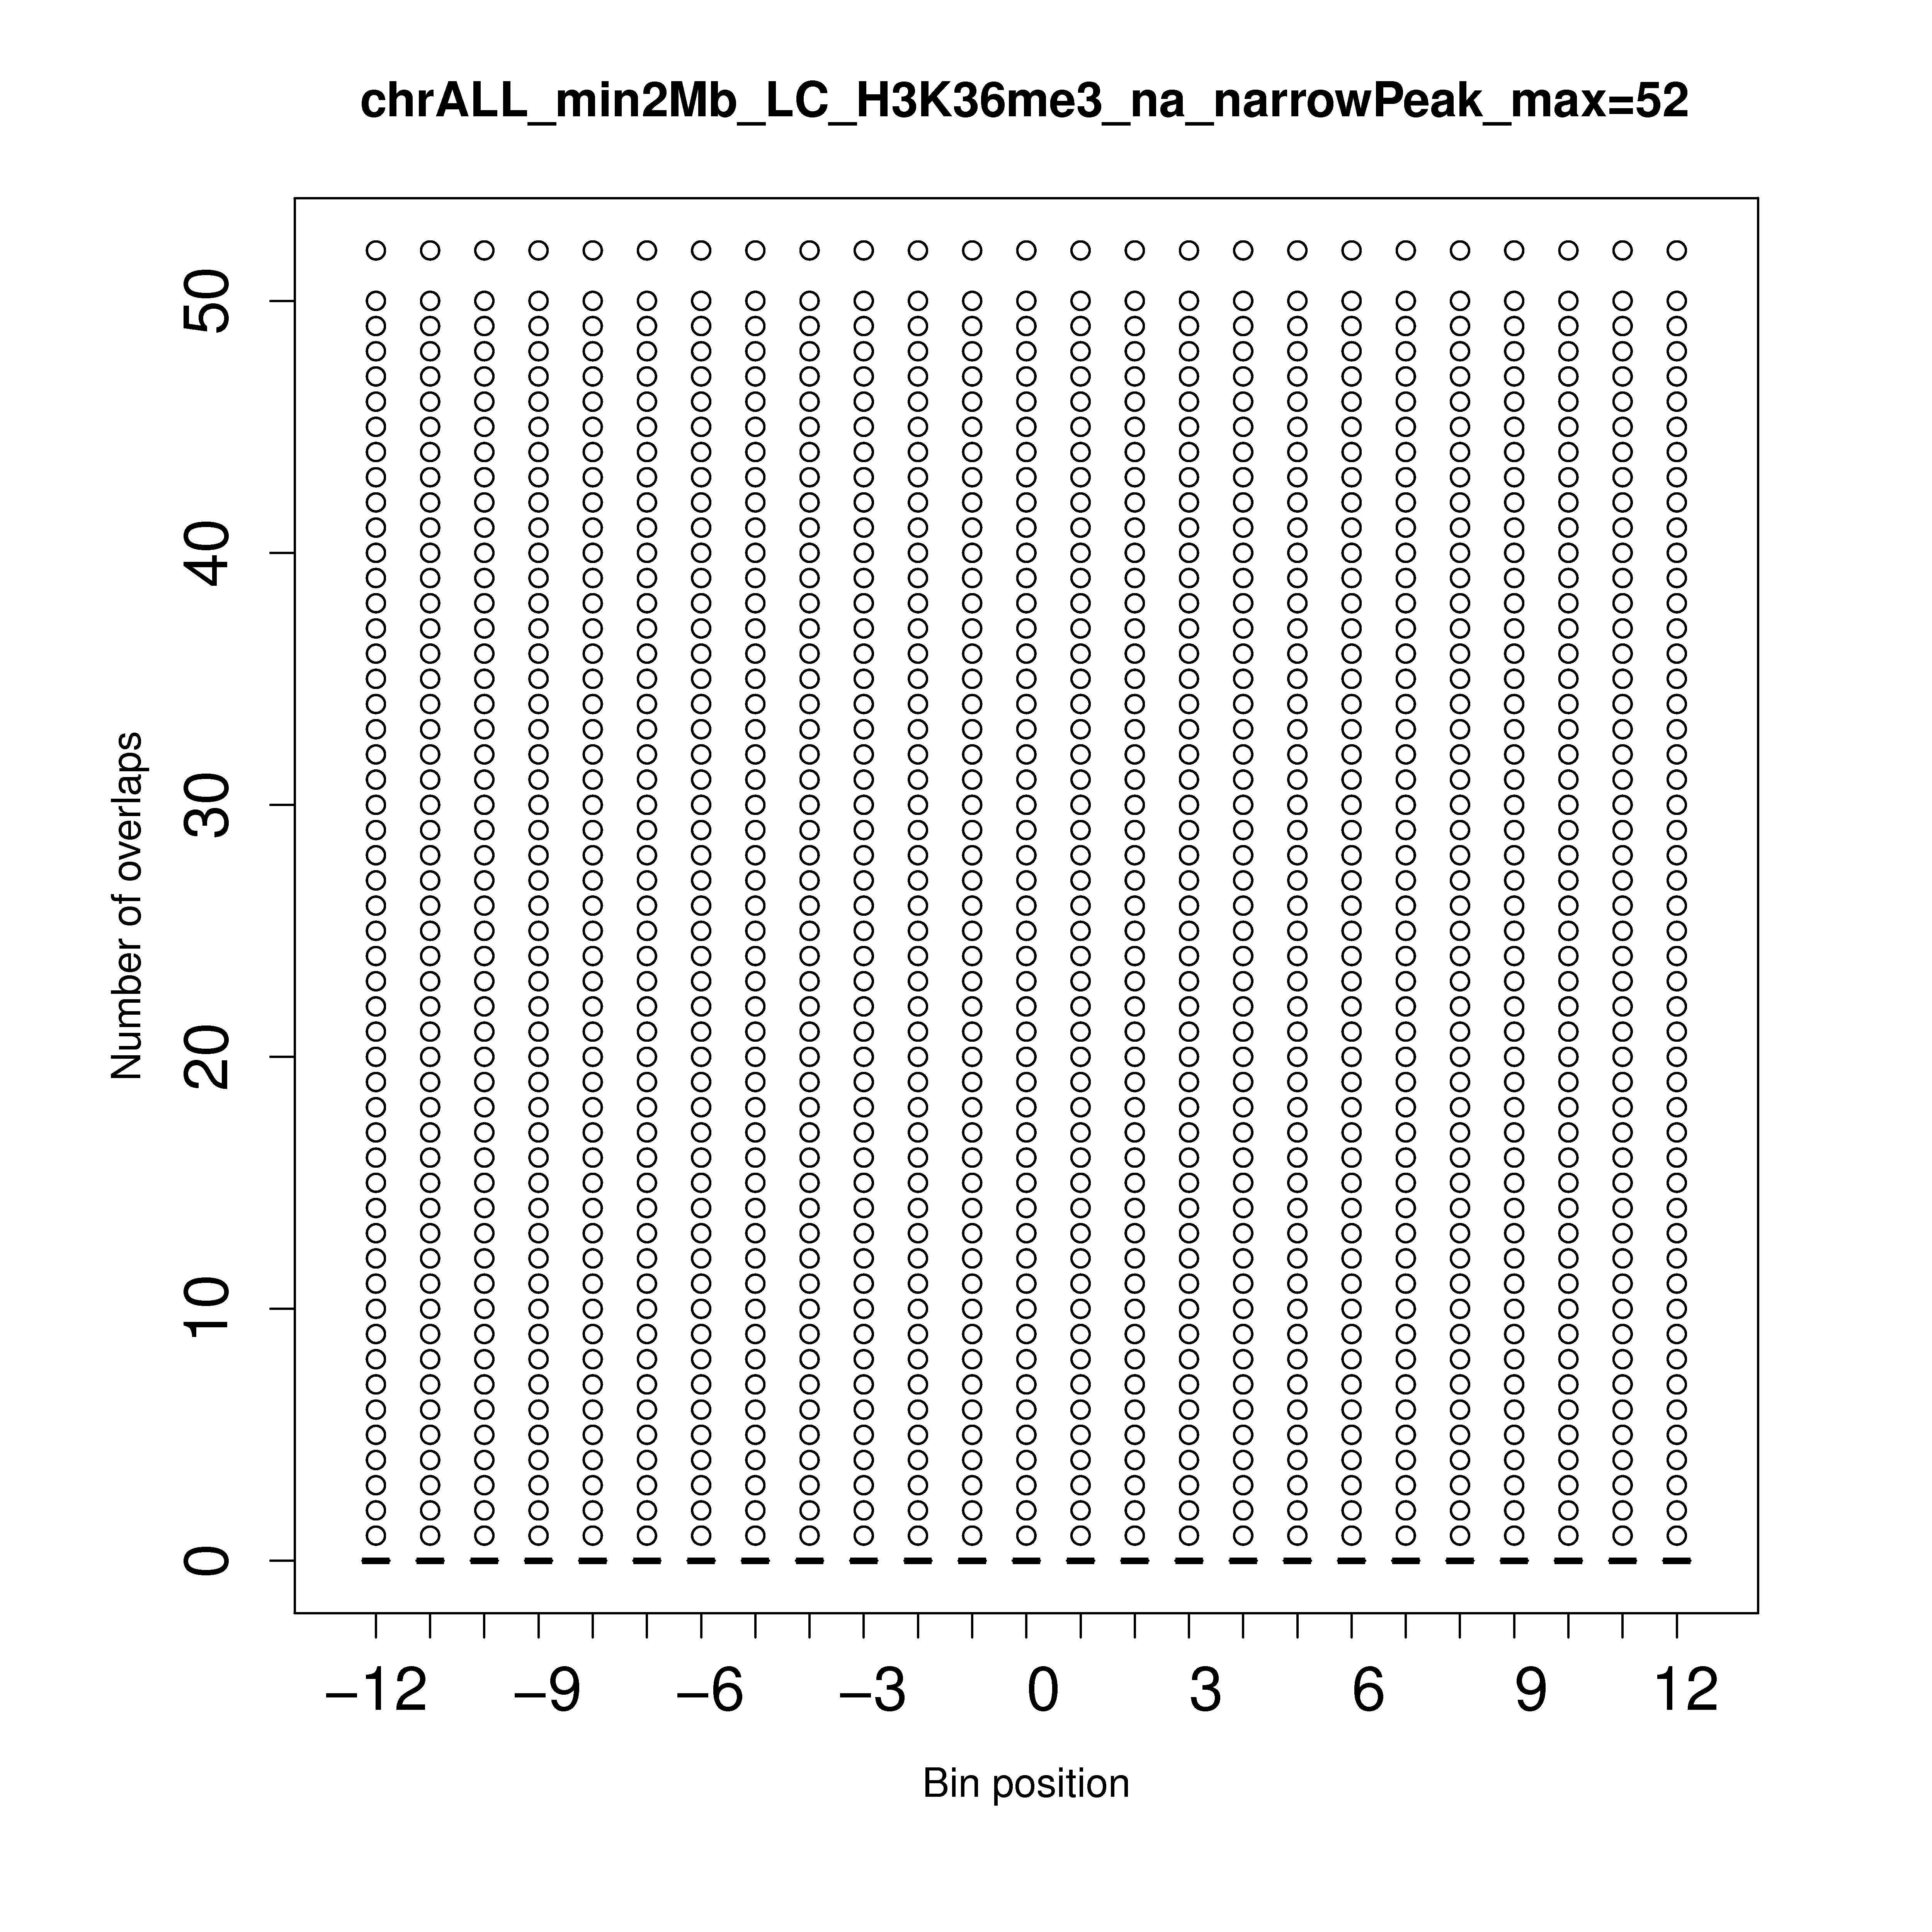 chrALL_min2Mb_LC_H3K36me3_na_narrowPeak_max=52
Number of overlaps
50
40
30
20
10
0
−12 −9 −6 −3 0 3 6 9 12
Bin position